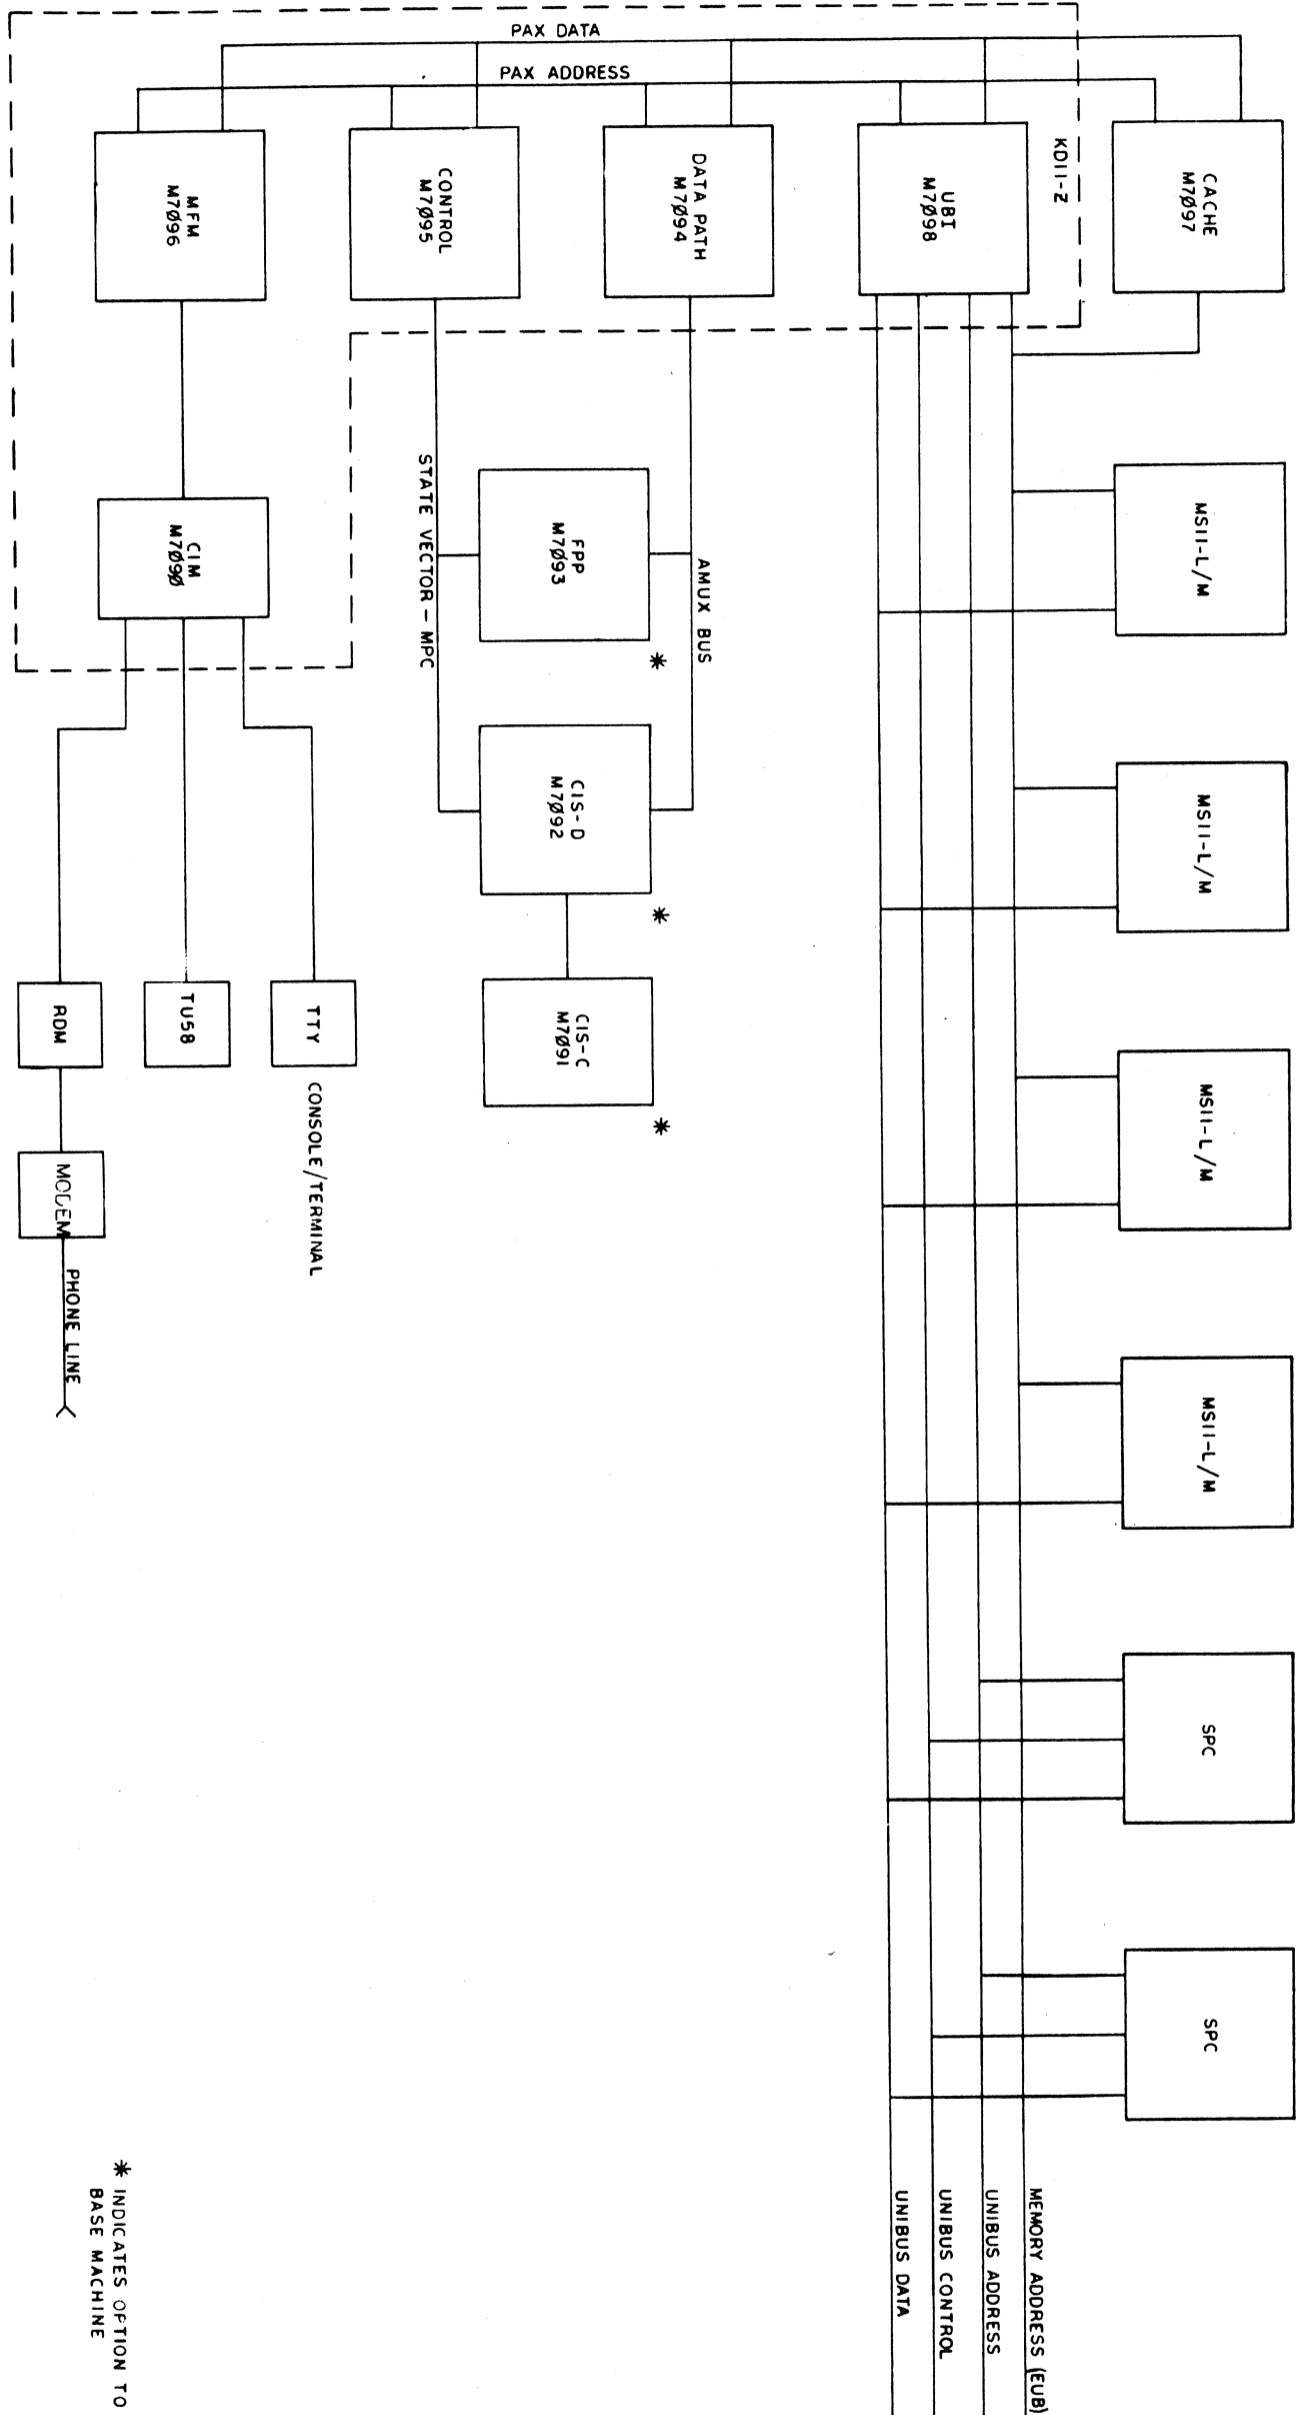 PAX DATA
PAX ADDRESS
KD11-Z
CACHE
M7Ø97
UBI
M7Ø98
DATA PATH
M7Ø94
CONTROL
M7Ø95
MFM
M7Ø96
MS11-L/M
MS11-L/M
MS11-L/M
MS11-L/M
SPC
SPC
MEMORY ADDRESS (EUB)
UNIBUS ADDRESS
UNIBUS CONTROL
UNIBUS DATA
AMUX BUS
FPP
M7Ø93
*
STATE VECTOR - MPC
CIS-D
M7Ø92
*
CIS-C
M7Ø91
*
CIM
M7Ø9Ø
TTY
CONSOLE/TERMINAL
TU58
RDM
MODEM
PHONE LINE
* INDICATES OPTION TO
BASE MACHINE